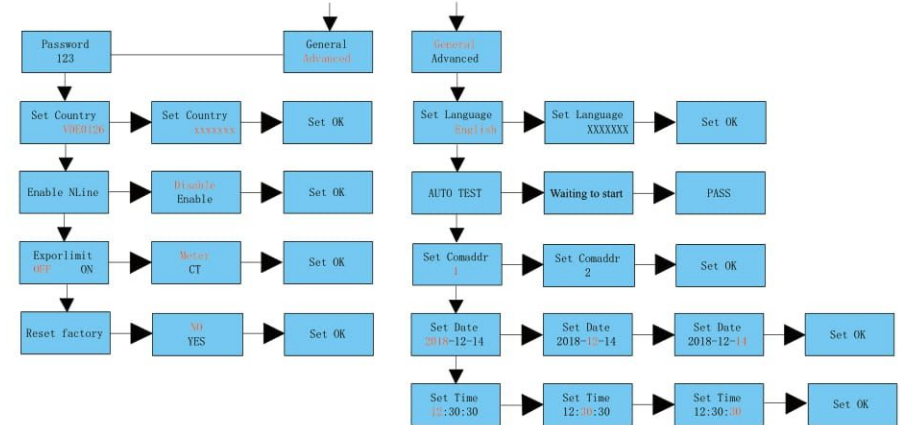 Password
123
General
Advanced
Set Country
VDE0126
Set Country
xxxxxxx
Set OK
Enable NLine
Disable
Enable
Set OK
Exporlimit
OFF ON
Meter
CT
Set OK
Reset factory
NO
YES
Set OK
General
Advanced
Set Language
English
Set Language
XXXXXXX
Set OK
AUTO TEST
Waiting to start
PASS
Set Comaddr
1
Set Comaddr
2
Set OK
Set Date
2018-12-14
Set Date
2018-12-14
Set Date
2018-12-14
Set OK
Set Time
12:30:30
Set Time
12:30:30
Set Time
12:30:30
Set OK